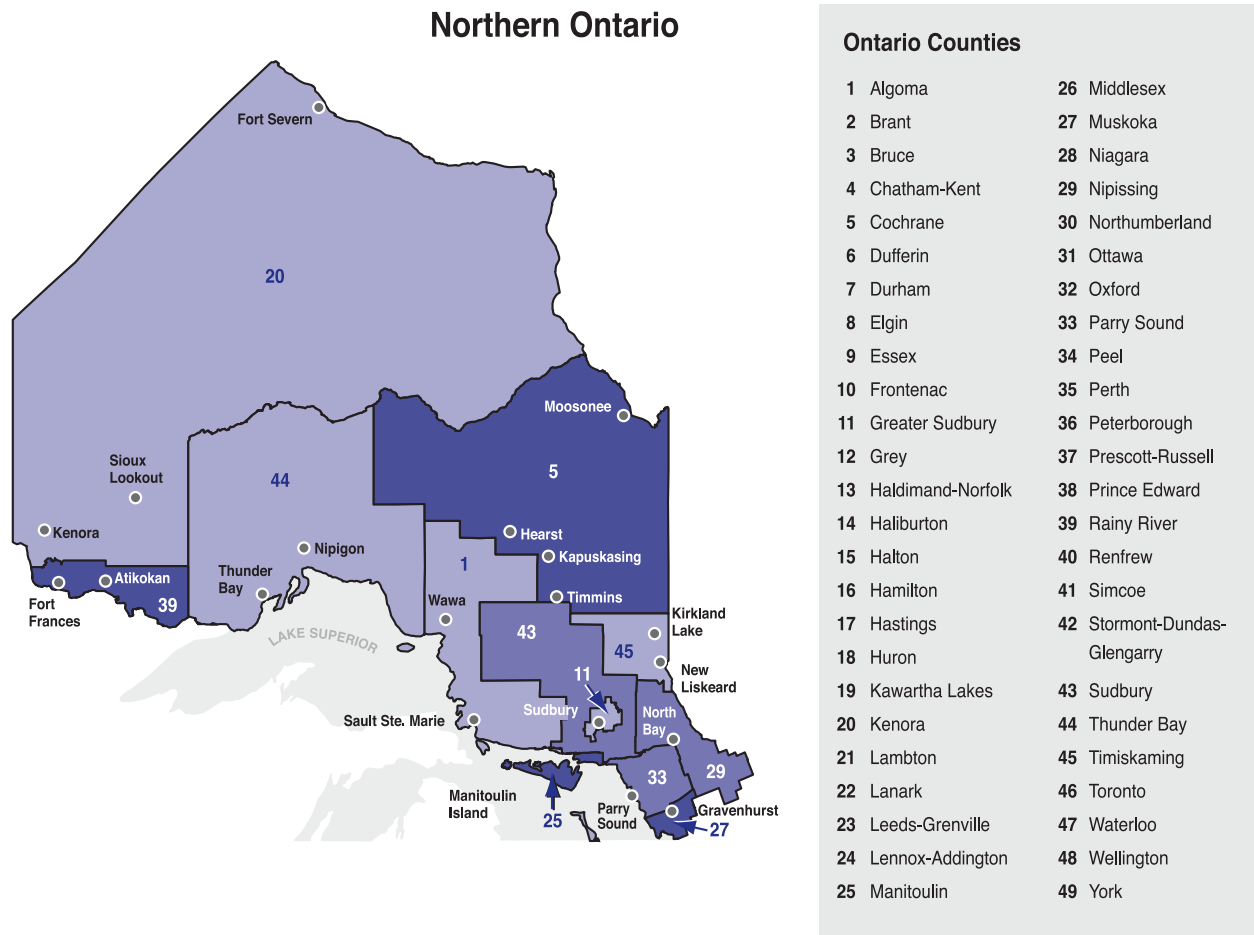 Northern Ontario
Fort Severn
20
Moosonee
Sioux
Lookout
44
5
Kenora
Hearst
Nipigon
Kapuskasing
1
Thunder
Bay
Atikokan
39
Fort
Frances
Timmins
Wawa
Kirkland
Lake
43
LAKE SUPERIOR
45
11
New
Liskeard
Sault Ste. Marie
Sudbury
North
Bay
33
29
Manitoulin
Island
25
Parry
Sound
Gravenhurst
27
Ontario Counties
1 Algoma
2 Brant
3 Bruce
4 Chatham-Kent
5 Cochrane
6 Dufferin
7 Durham
8 Elgin
9 Essex
10 Frontenac
11 Greater Sudbury
12 Grey
13 Haldimand-Norfolk
14 Haliburton
15 Halton
16 Hamilton
17 Hastings
18 Huron
19 Kawartha Lakes
20 Kenora
21 Lambton
22 Lanark
23 Leeds-Grenville
24 Lennox-Addington
25 Manitoulin
26 Middlesex
27 Muskoka
28 Niagara
29 Nipissing
30 Northumberland
31 Ottawa
32 Oxford
33 Parry Sound
34 Peel
35 Perth
36 Peterborough
37 Prescott-Russell
38 Prince Edward
39 Rainy River
40 Renfrew
41 Simcoe
42 Stormont-Dundas-
Glengarry
43 Sudbury
44 Thunder Bay
45 Timiskaming
46 Toronto
47 Waterloo
48 Wellington
49 York